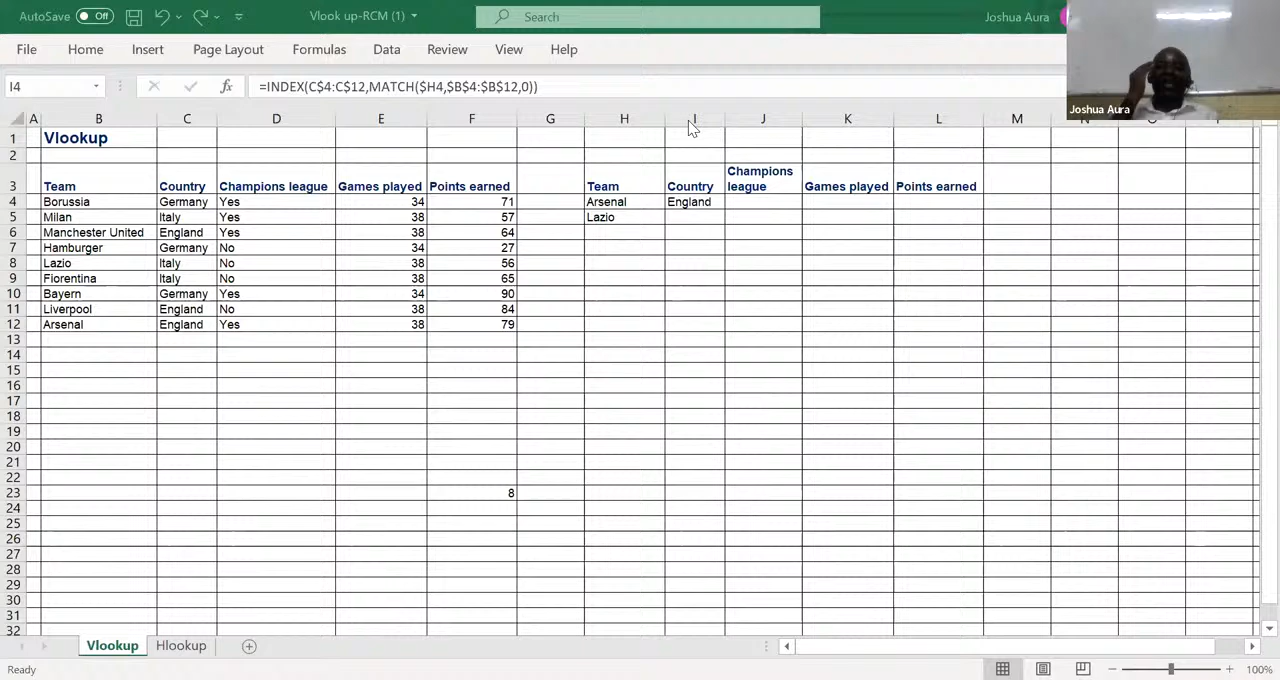 AutoSave Off Vlook up-RCM (1) Search Joshua Aura
File Home Insert Page Layout Formulas Data Review View Help
I4 fx =INDEX(C$4:C$12,MATCH($H4,$B$4:$B$12,0))
Joshua Aura
A B C D E F G H I J K L M N
1 Vlookup
2
3 Team Country Champions league Games played Points earned Team Country Champions league Games played Points earned
4 Borussia Germany Yes 34 71 Arsenal England
5 Milan Italy Yes 38 57 Lazio
6 Manchester United England Yes 38 64
7 Hamburger Germany No 34 27
8 Lazio Italy No 38 56
9 Fiorentina Italy No 38 65
10 Bayern Germany Yes 34 90
11 Liverpool England No 38 84
12 Arsenal England Yes 38 79
13
14
15
16
17
18
19
20
21
22
23 8
24
25
26
27
28
29
30
31
32
Vlookup Hlookup
Ready 100%